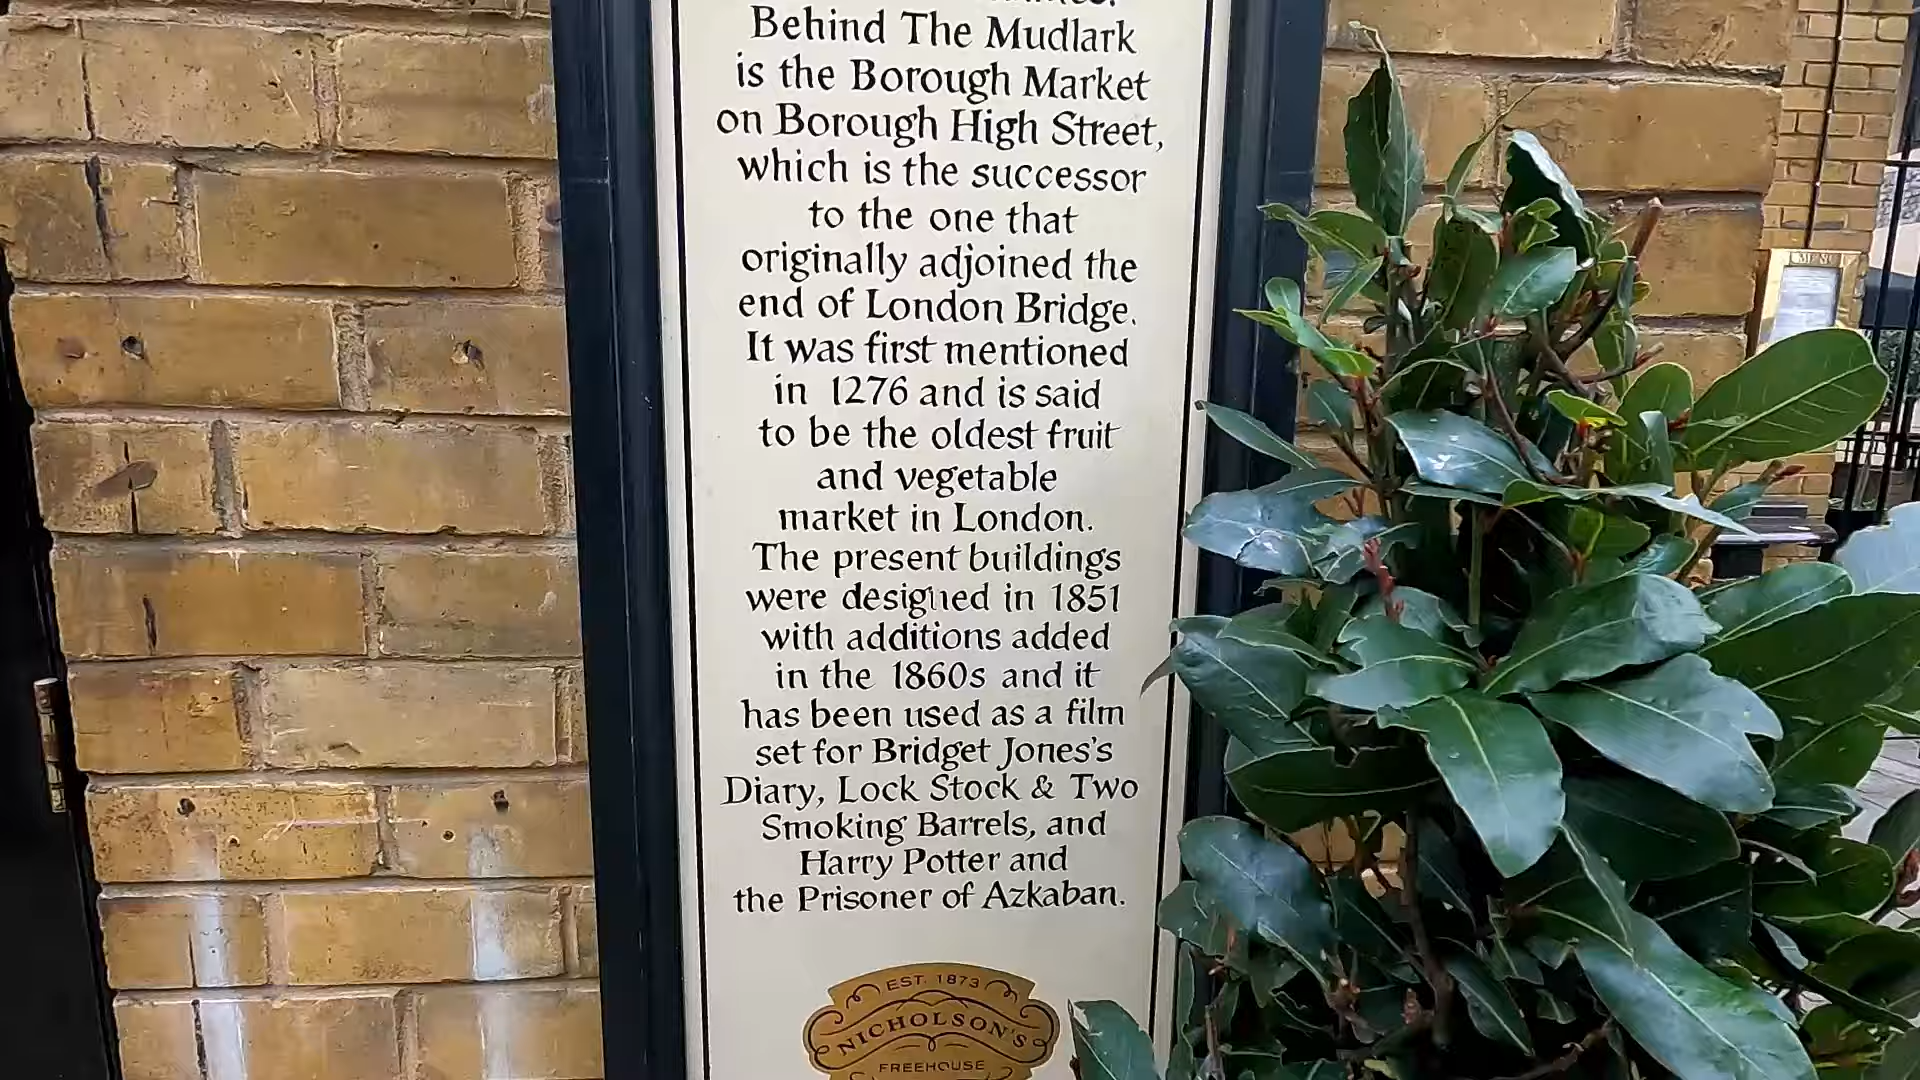 Behind The Mudlark
is the Borough Market
on Borough High Street,
which is the successor
to the one that
originally adjoined the
end of London Bridge.
It was first mentioned
in 1276 and is said
to be the oldest fruit
and vegetable
market in London.
The present buildings
were designed in 1851
with additions added
in the 1860s and it
has been used as a film
set for Bridget Jones's
Diary, Lock Stock & Two
Smoking Barrels, and
Harry Potter and
the Prisoner of Azkaban.
EST. 1873
NICHOLSON'S
FREEHOUSE
MENU